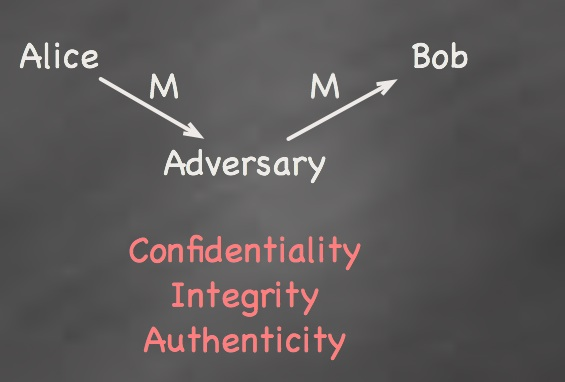 Alice
Bob
M
M
Adversary
Confidentiality
Integrity
Authenticity